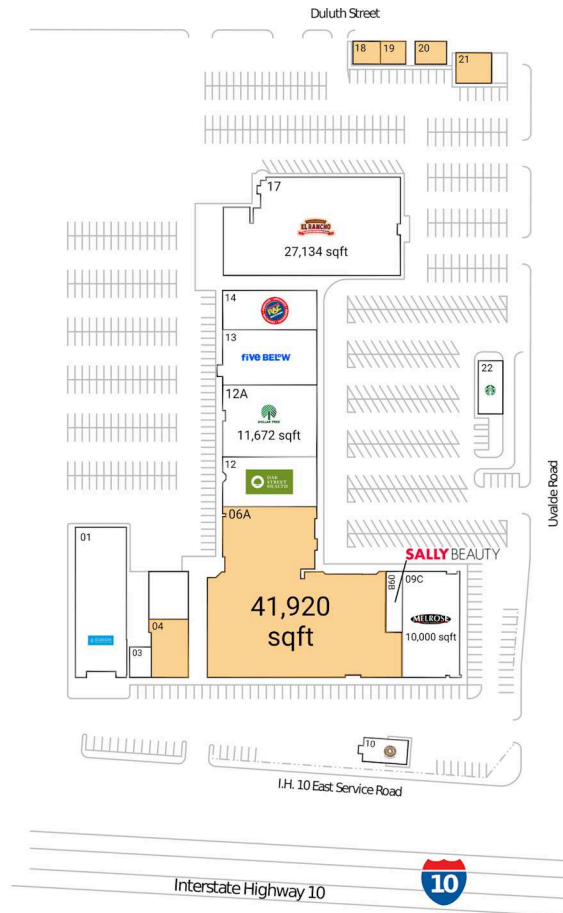 Duluth Street
18
19
20
21
17
EL RANCHO
27,134 sqft
14
13
five BEL°W
22
12A
DOLLAR TREE
11,672 sqft
12
OAK
STREET
HEALTH
06A
Uvalde Road
01
SALLY BEAUTY
09B
09C
41,920
sqft
MELROSE
10,000 sqft
04
03
10
I.H. 10 East Service Road
Interstate Highway 10
10